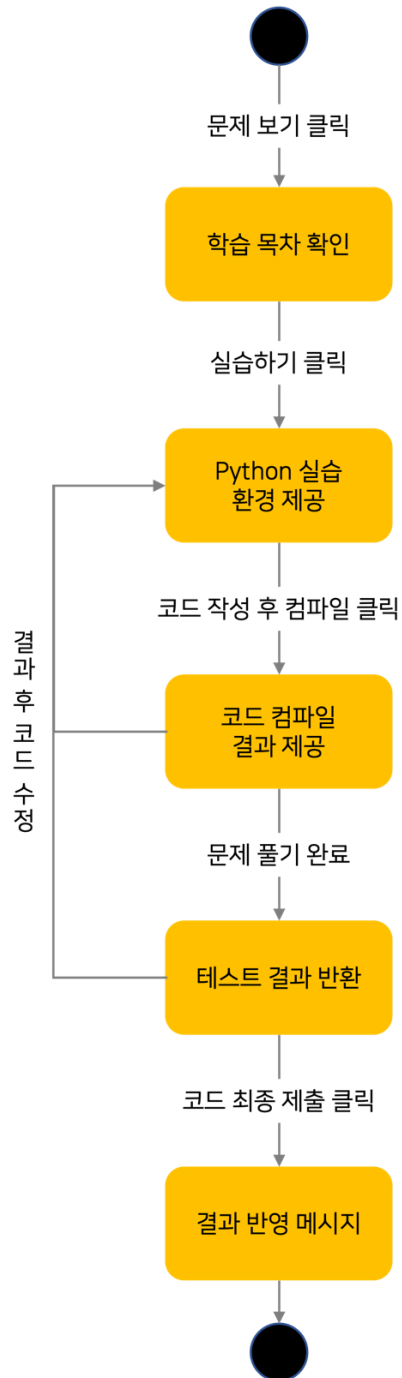 문제 보기 클릭
학습 목차 확인
실습하기 클릭
Python 실습
환경 제공
코드 작성 후 컴파일 클릭
코드 컴파일
결과 제공
결과 후 코드 수정
문제 풀기 완료
테스트 결과 반환
코드 최종 제출 클릭
결과 반영 메시지